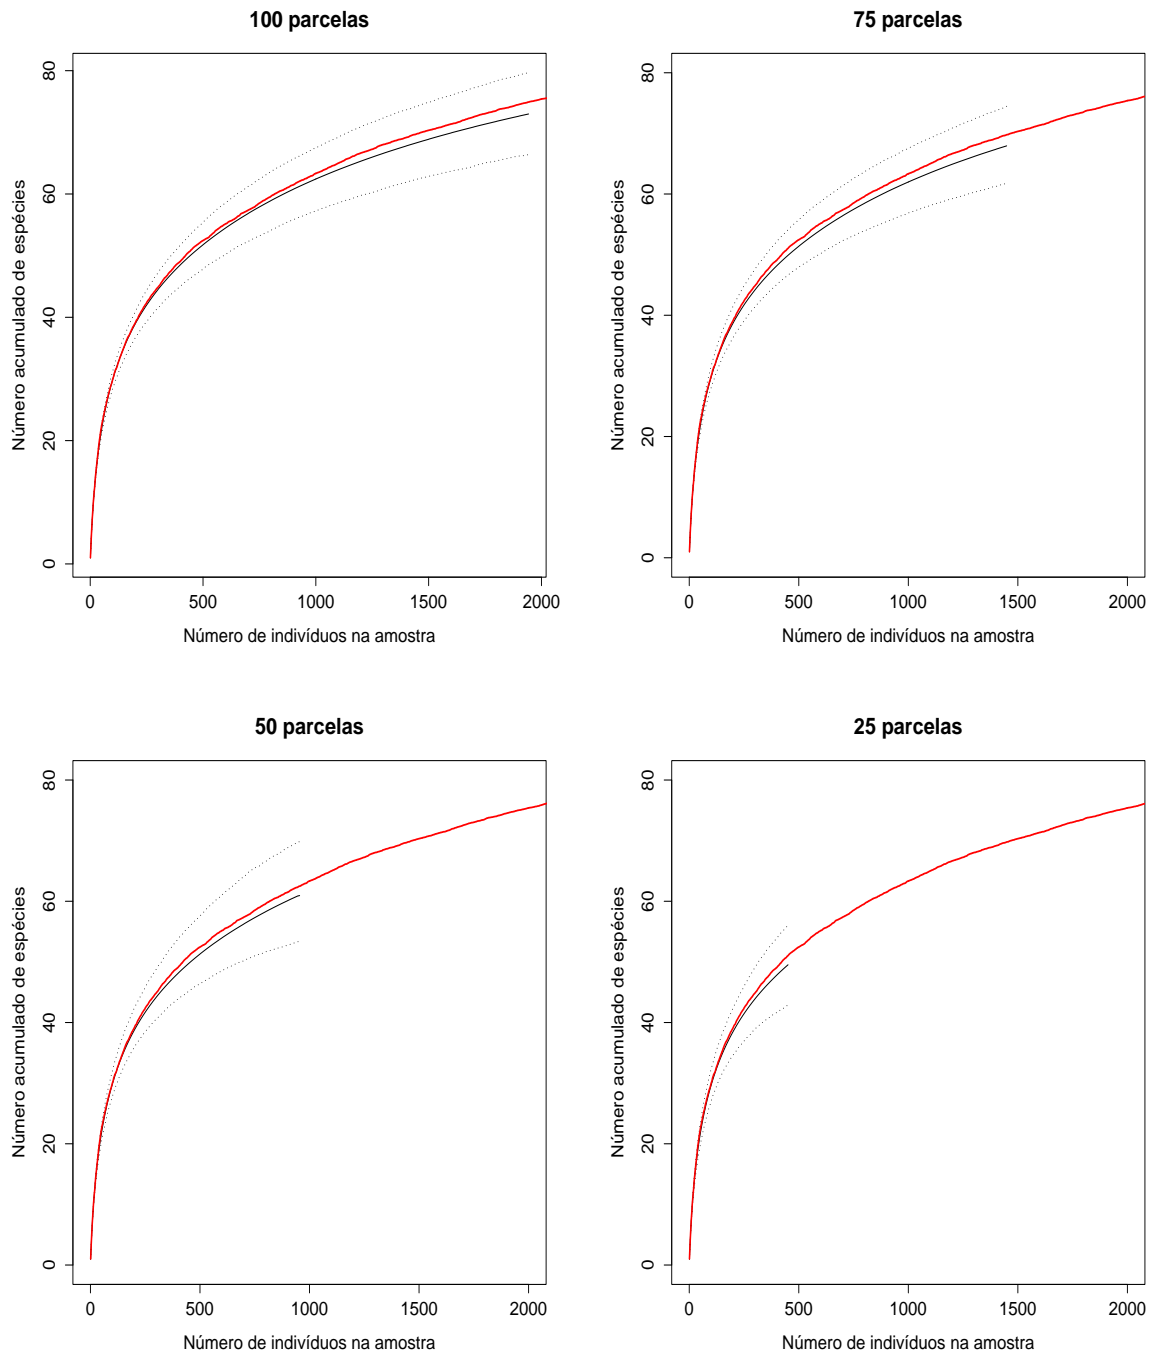 100 parcelas
Número acumulado de espécies
80
60
40
20
0
0 500 1000 1500 2000
Número de indivíduos na amostra
75 parcelas
Número acumulado de espécies
80
60
40
20
0
0 500 1000 1500 2000
Número de indivíduos na amostra
50 parcelas
Número acumulado de espécies
80
60
40
20
0
0 500 1000 1500 2000
Número de indivíduos na amostra
25 parcelas
Número acumulado de espécies
80
60
40
20
0
0 500 1000 1500 2000
Número de indivíduos na amostra